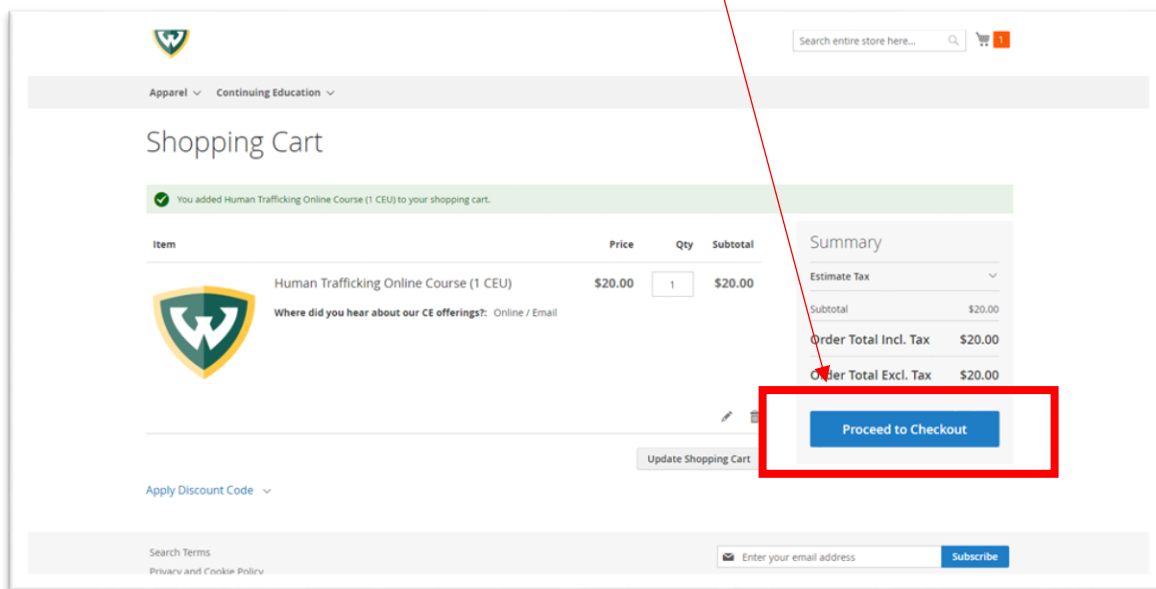 W
Search entire store here...
1
Apparel Continuing Education
Shopping Cart
You added Human Trafficking Online Course (1 CEU) to your shopping cart.
Item Price Qty Subtotal
Human Trafficking Online Course (1 CEU) $20.00 1 $20.00
Where did you hear about our CE offerings?: Online / Email
W
Update Shopping Cart
Apply Discount Code
Summary
Estimate Tax
Subtotal $20.00
Order Total Incl. Tax $20.00
Order Total Excl. Tax $20.00
Proceed to Checkout
Search Terms
Privacy and Cookie Policy
Enter your email address Subscribe